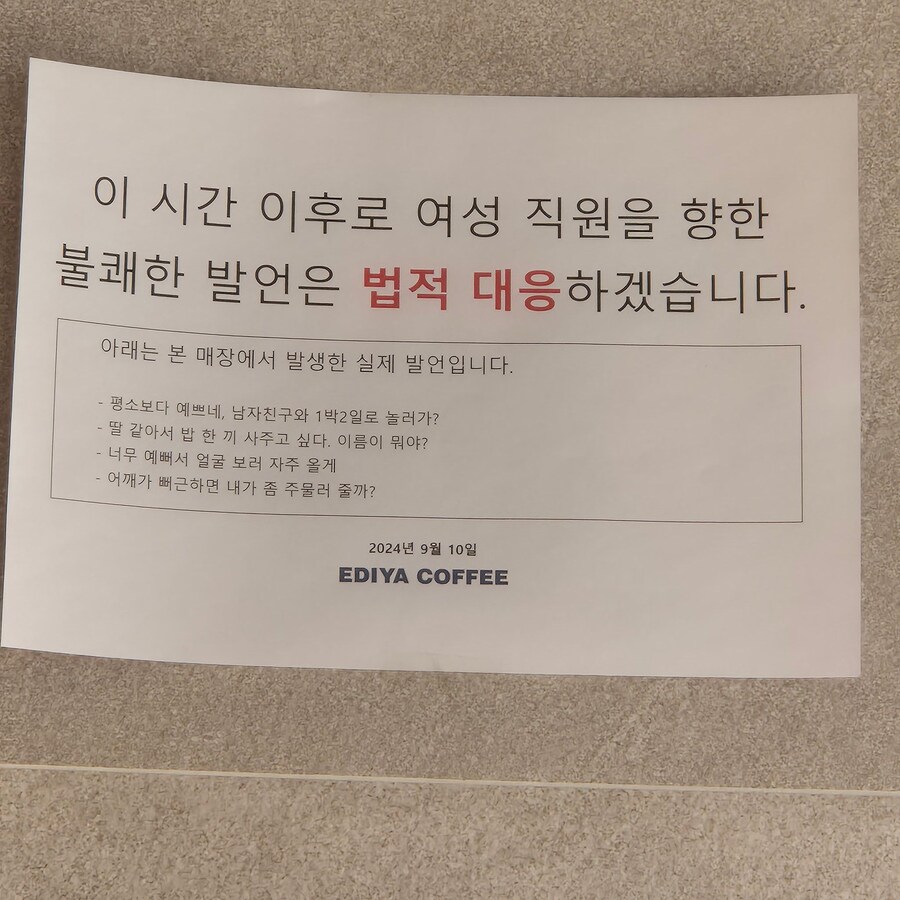 이 시간 이후로 여성 직원을 향한
불쾌한 발언은 법적 대응하겠습니다.
아래는 본 매장에서 발생한 실제 발언입니다.
- 평소보다 예쁘네, 남자친구와 1박2일로 놀러가?
- 딸 같아서 밥 한 끼 사주고 싶다. 이름이 뭐야?
- 너무 예뻐서 얼굴 보러 자주 올게
- 어깨가 뻐근하면 내가 좀 주물러 줄까?
2024년 9월 10일
EDIYA COFFEE